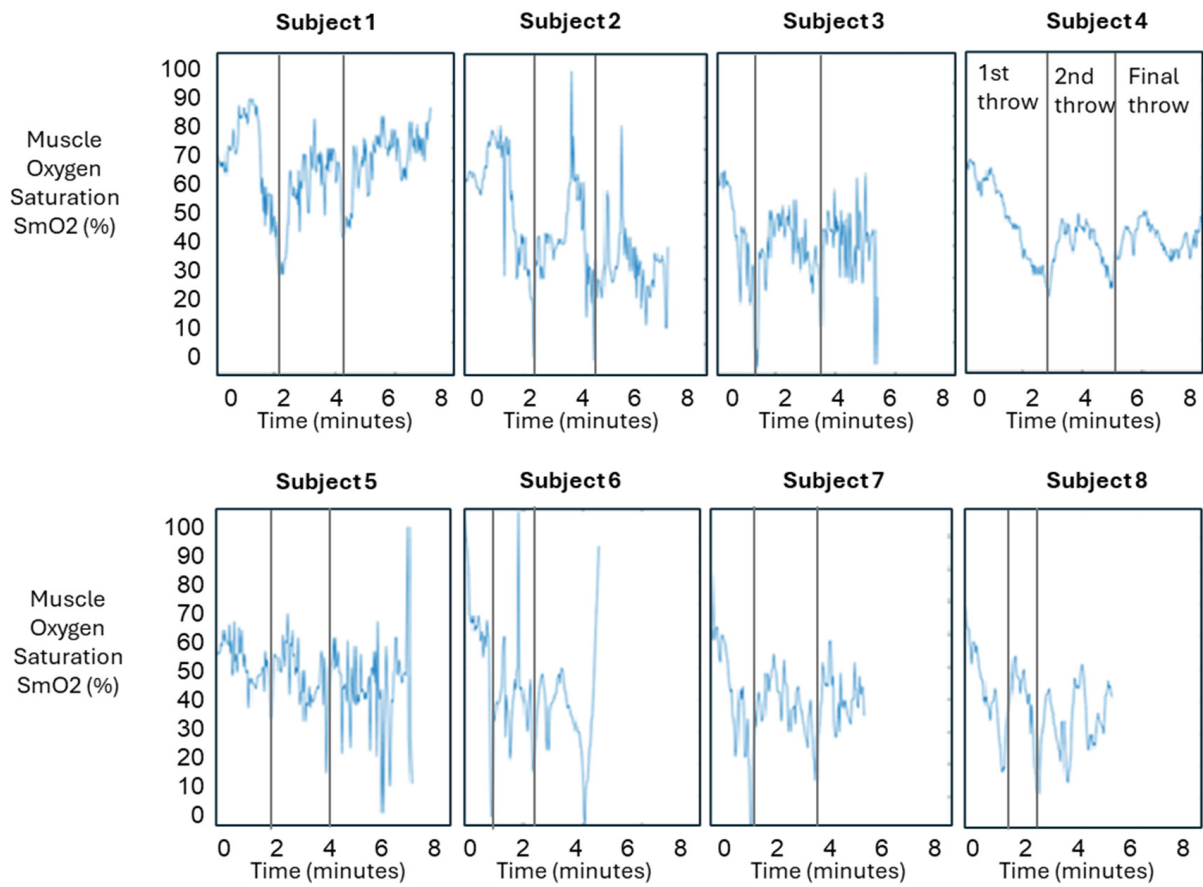 Subject 1 Subject 2 Subject 3 Subject 4
Muscle
Oxygen
Saturation
SmO2 (%)
100
90
80
70
60
50
40
30
20
10
0
1st
throw
2nd
throw
Final
throw
0 2 4 6 8 0 2 4 6 8 0 2 4 6 8 0 2 4 6 8
Time (minutes) Time (minutes) Time (minutes) Time (minutes)
Subject 5 Subject 6 Subject 7 Subject 8
Muscle
Oxygen
Saturation
SmO2 (%)
100
90
80
70
60
50
40
30
20
10
0
0 2 4 6 8 0 2 4 6 8 0 2 4 6 8 0 2 4 6 8
Time (minutes) Time (minutes) Time (minutes) Time (minutes)